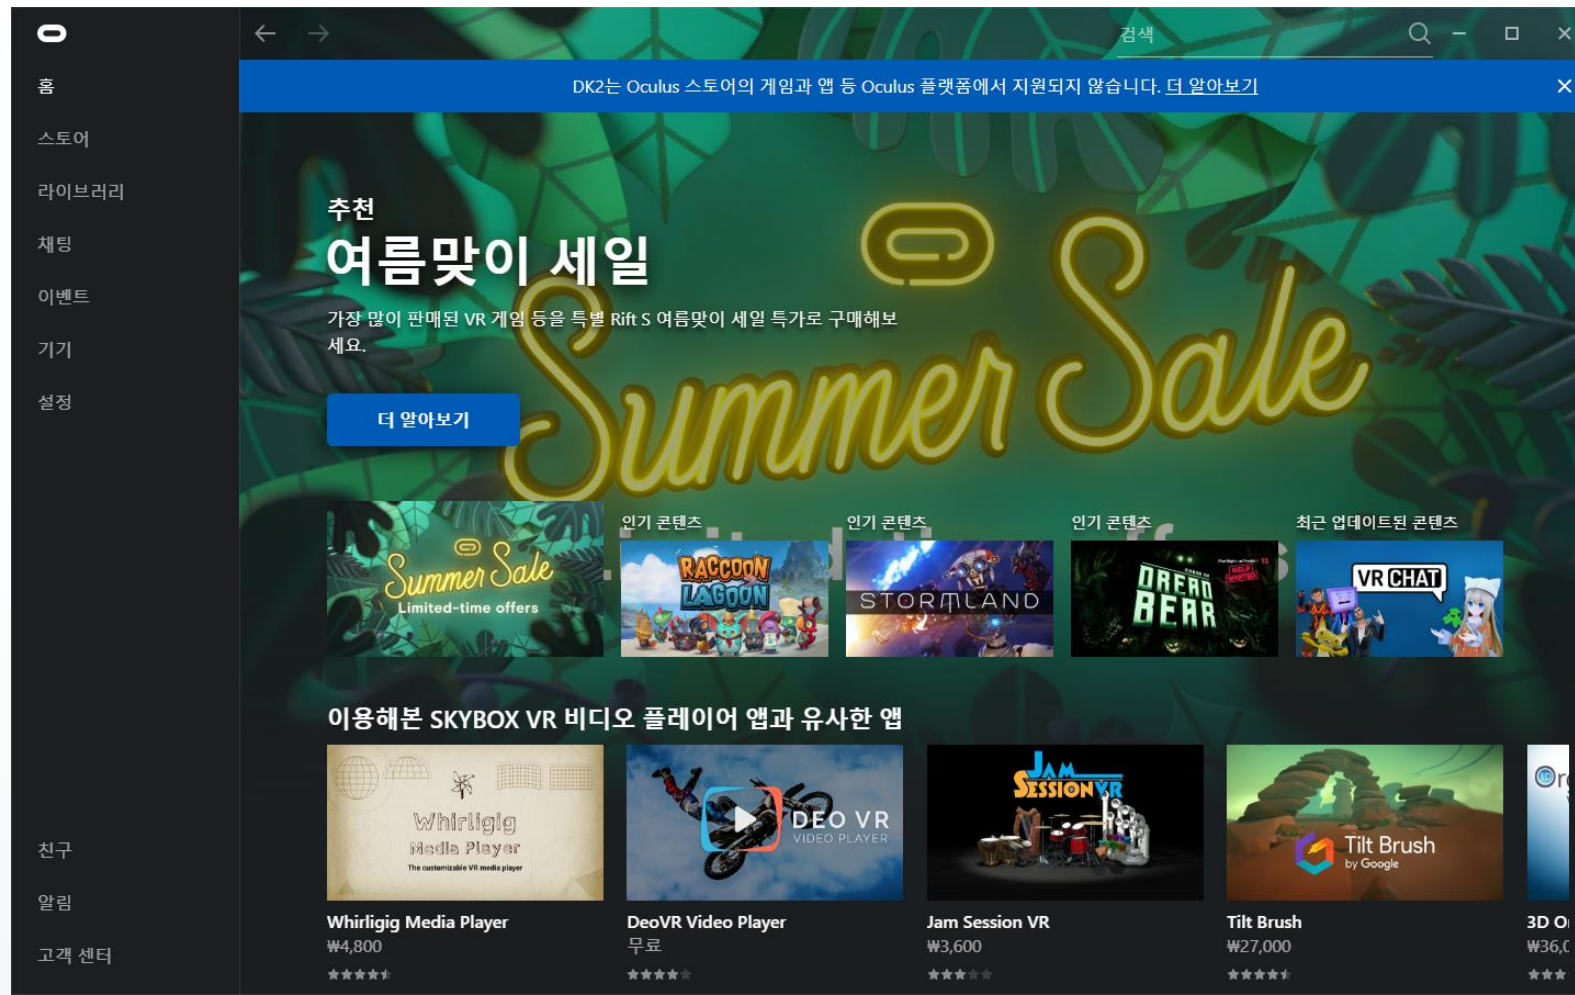 검색
DK2는 Oculus 스토어의 게임과 앱 등 Oculus 플랫폼에서 지원되지 않습니다. 더 알아보기
홈
스토어
라이브러리
채팅
이벤트
기기
설정
친구
알림
고객 센터
추천
여름맞이 세일
가장 많이 판매된 VR 게임 등을 특별 Rift S 여름맞이 세일 특가로 구매해보
세요.
더 알아보기
Summer Sale
Summer Sale
Limited-time offers
인기 콘텐츠
RACCOON
LAGOON
인기 콘텐츠
STORMLAND
인기 콘텐츠
HELP
WANTED
CURSE OF
DREAD
BEAR
최근 업데이트된 콘텐츠
VR CHAT
이용해본 SKYBOX VR 비디오 플레이어 앱과 유사한 앱
Whirligig
Media Player
The customizable VR media player
Whirligig Media Player
₩4,800
DEO VR
VIDEO PLAYER
DeoVR Video Player
무료
JAM
SESSION VR
Jam Session VR
₩3,600
Tilt Brush
by Google
Tilt Brush
₩27,000
3D